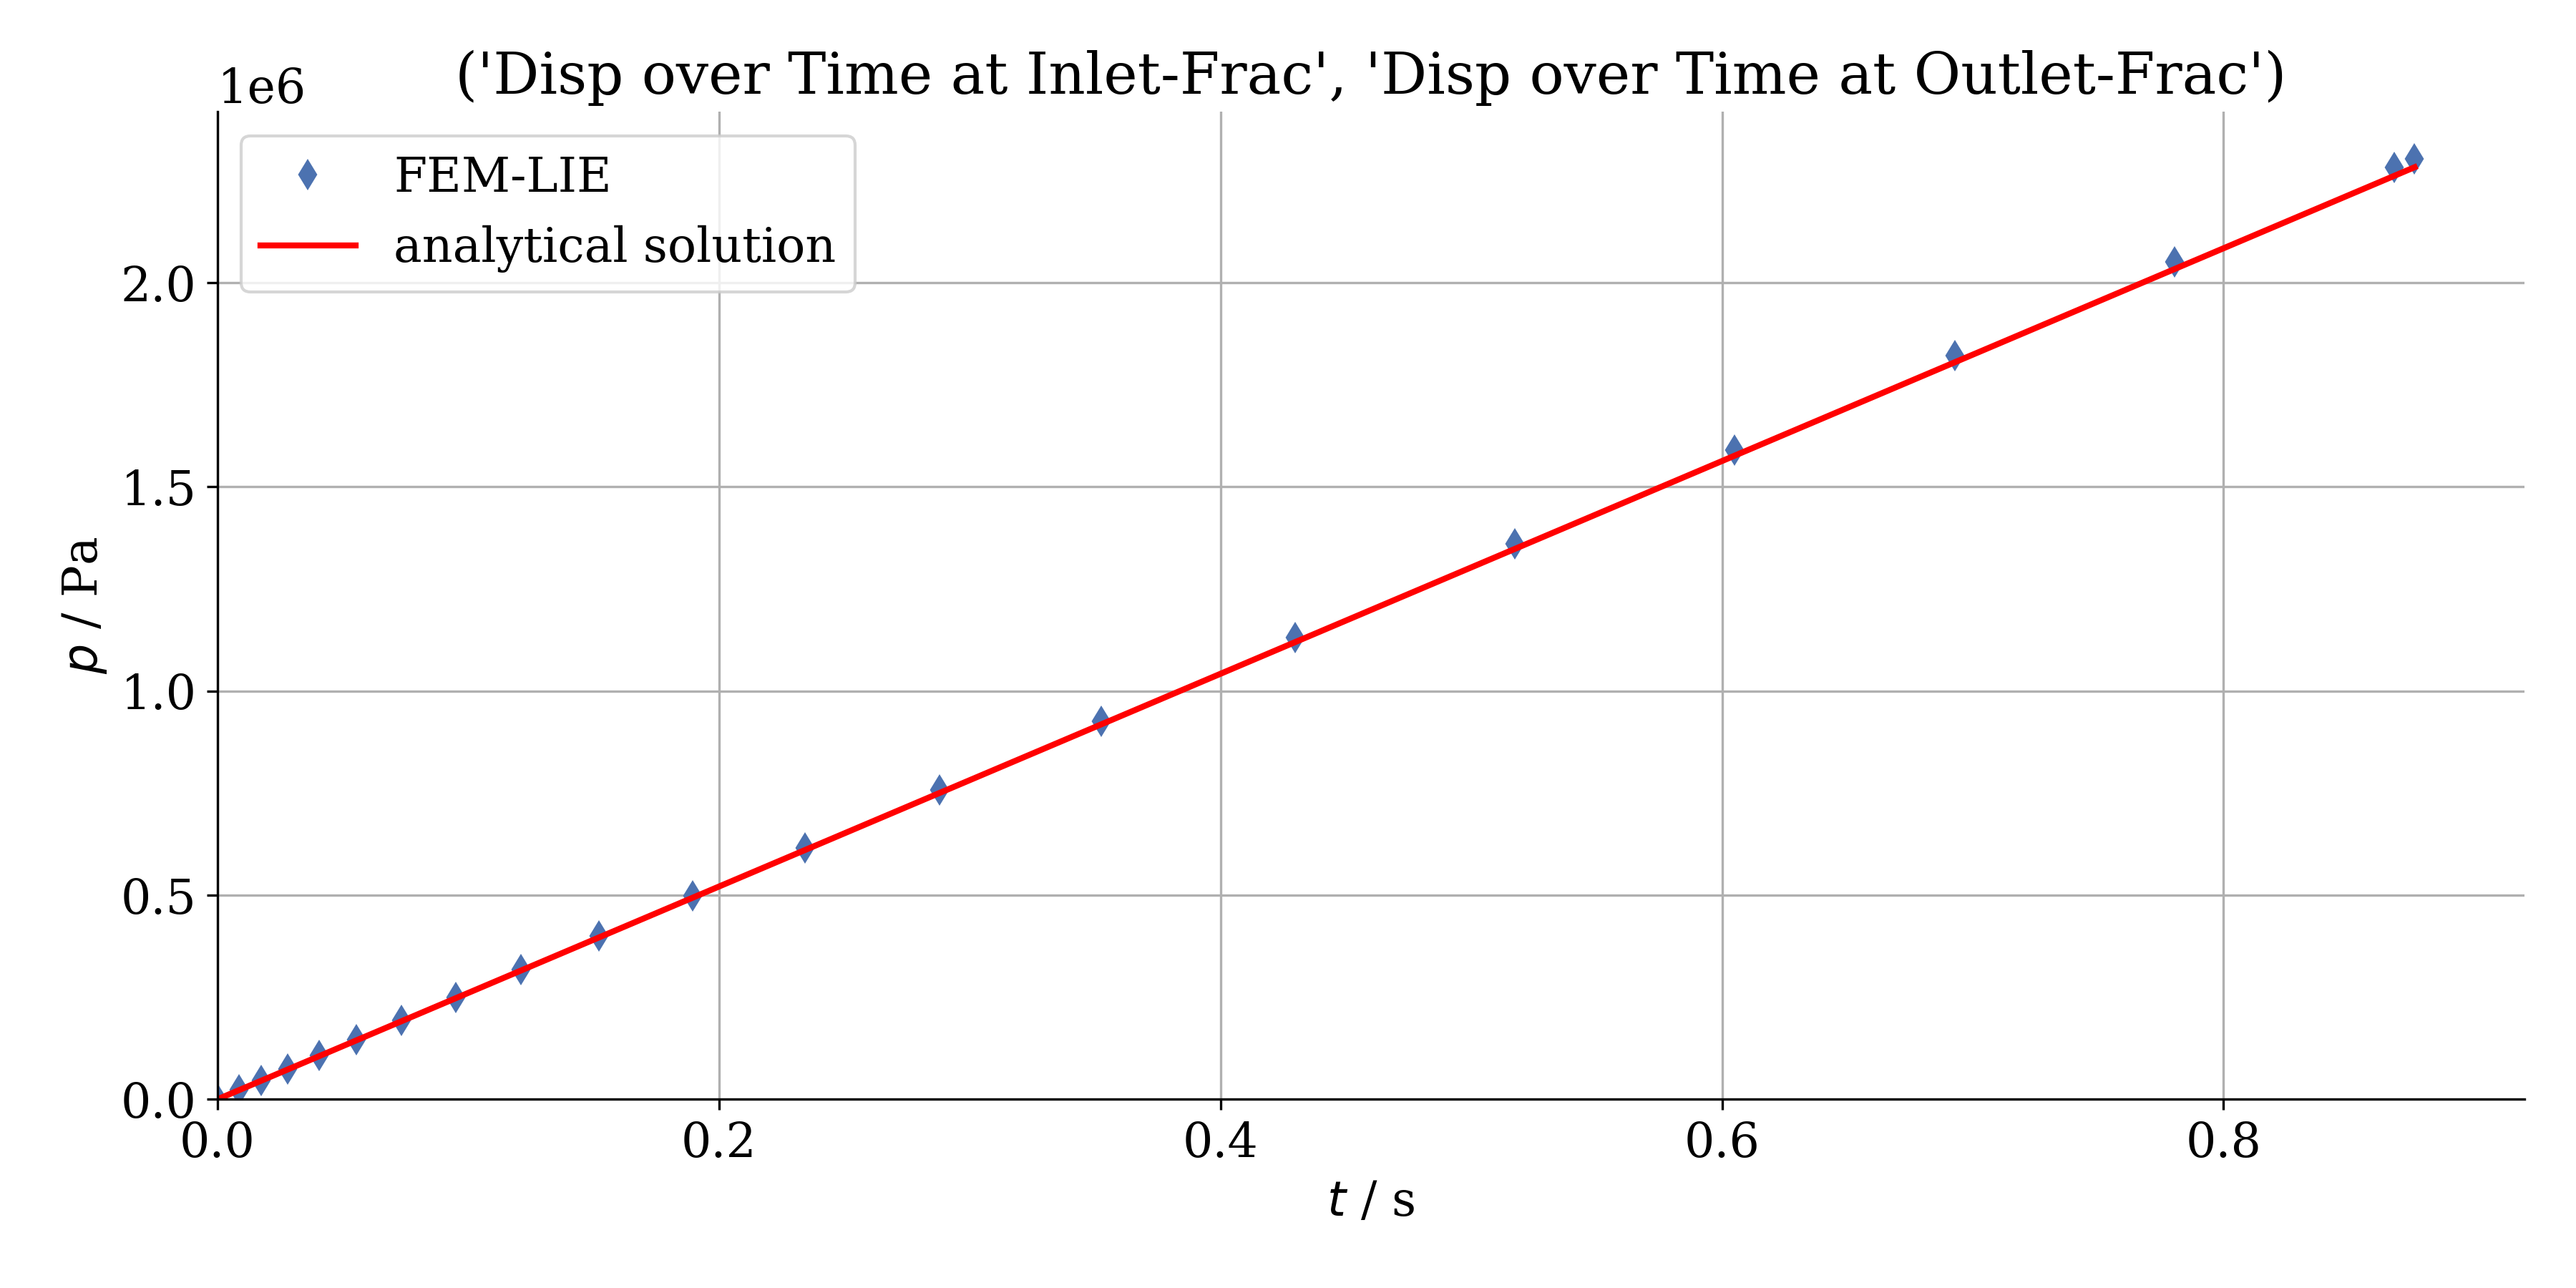 ('Disp over Time at Inlet-Frac', 'Disp over Time at Outlet-Frac')
1e6
FEM-LIE
analytical solution
2.0
1.5
1.0
0.5
0.0
p / Pa
0.0 0.2 0.4 0.6 0.8
t / s